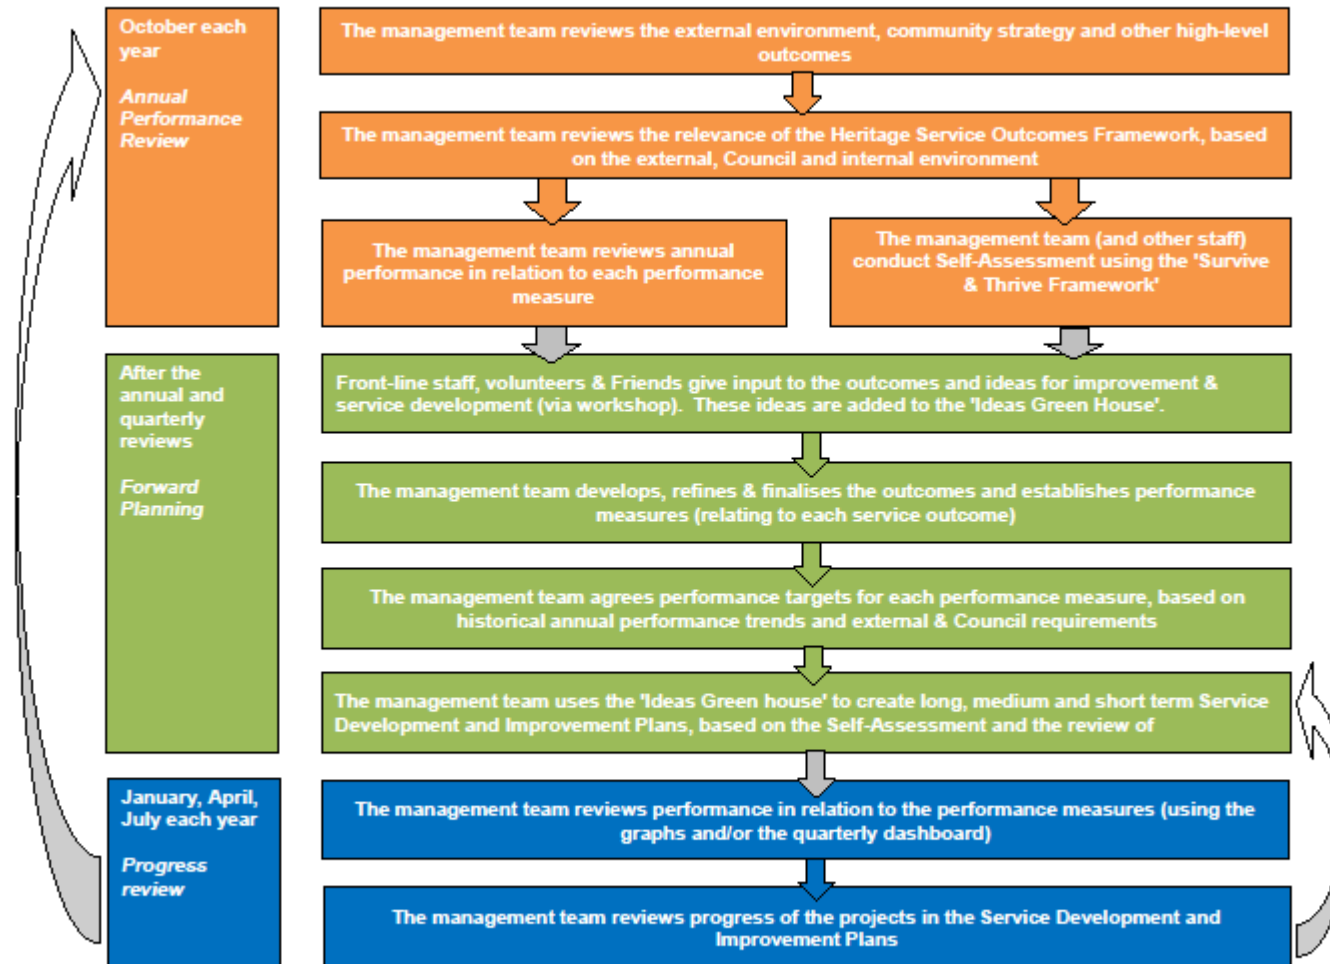 October each
year
Annual
Performance
Review
The management team reviews the external environment, community strategy and other high-level
outcomes
The management team reviews the relevance of the Heritage Service Outcomes Framework, based
on the external, Council and internal environment
The management team reviews annual
performance in relation to each performance
measure
The management team (and other staff)
conduct Self-Assessment using the 'Survive
& Thrive Framework'
After the
annual and
quarterly
reviews
Forward
Planning
Front-line staff, volunteers & Friends give input to the outcomes and ideas for improvement &
service development (via workshop).  These ideas are added to the 'Ideas Green House'.
The management team develops, refines & finalises the outcomes and establishes performance
measures (relating to each service outcome)
The management team agrees performance targets for each performance measure, based on
historical annual performance trends and external & Council requirements
The management team uses the 'Ideas Green house' to create long, medium and short term Service
Development and Improvement Plans, based on the Self-Assessment and the review of
January, April,
July each year
Progress
review
The management team reviews performance in relation to the performance measures (using the
graphs and/or the quarterly dashboard)
The management team reviews progress of the projects in the Service Development and
Improvement Plans